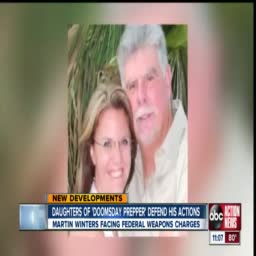 NEW DEVELOPMENTS
DAUGHTERS OF 'DOOMSDAY PREPPER' DEFEND HIS ACTIONS
MARTIN WINTERS FACING FEDERAL WEAPONS CHARGES
abc ACTION NEWS
11:07 80°